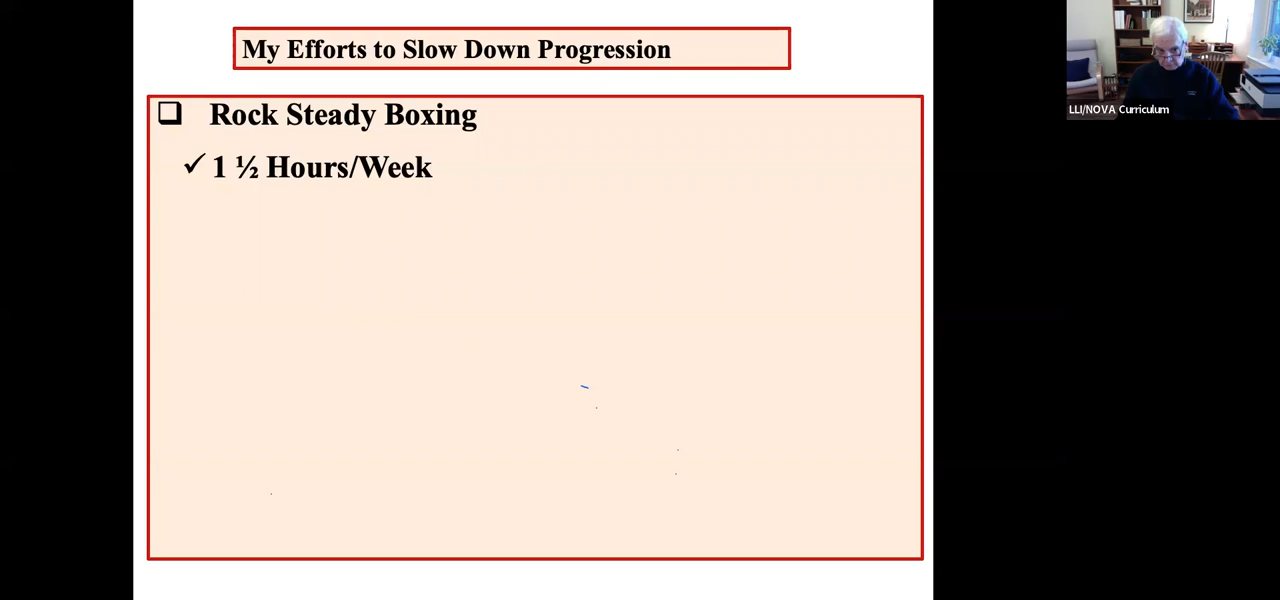 My Efforts to Slow Down Progression
Rock Steady Boxing
1 ½ Hours/Week
LLI/NOVA Curriculum